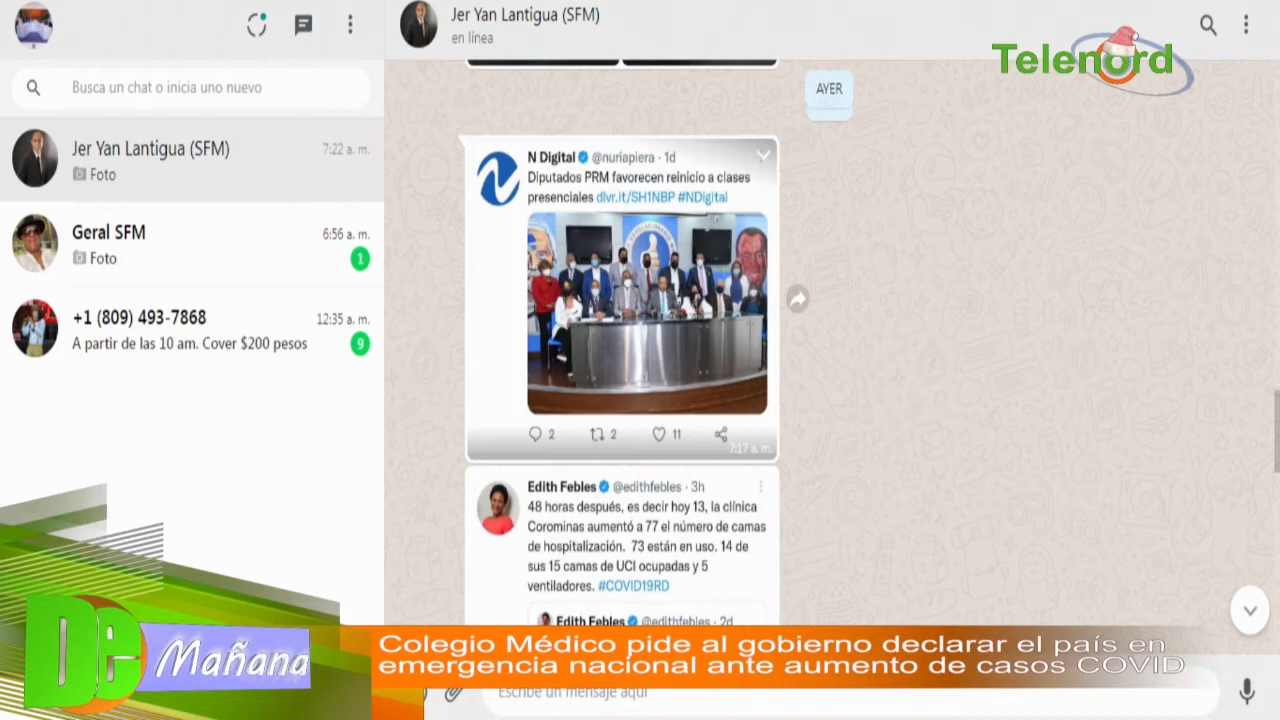 Jer Yan Lantigua (SFM)
en línea
Telenord
Busca un chat o inicia uno nuevo
AYER
Jer Yan Lantigua (SFM)
7:22 a. m.
Foto
Geral SFM
6:56 a. m.
Foto
1
+1 (809) 493-7868
12:35 a. m.
A partir de las 10 am. Cover $200 pesos
9
N Digital @nuriapiera · 1d
Diputados PRM favorecen reinicio a clases
presenciales dlvr.it/SH1NBP #NDigital
2
2
11
7:17 a. m.
Edith Febles @edithfebles · 3h
48 horas después, es decir hoy 13, la clínica
Corominas aumentó a 77 el número de camas
de hospitalización. 73 están en uso. 14 de
sus 15 camas de UCI ocupadas y 5
ventiladores. #COVID19RD
Edith Febles @edithfebles · 2d
De Mañana
Colegio Médico pide al gobierno declarar el país en
emergencia nacional ante aumento de casos COVID
Escribe un mensaje aquí